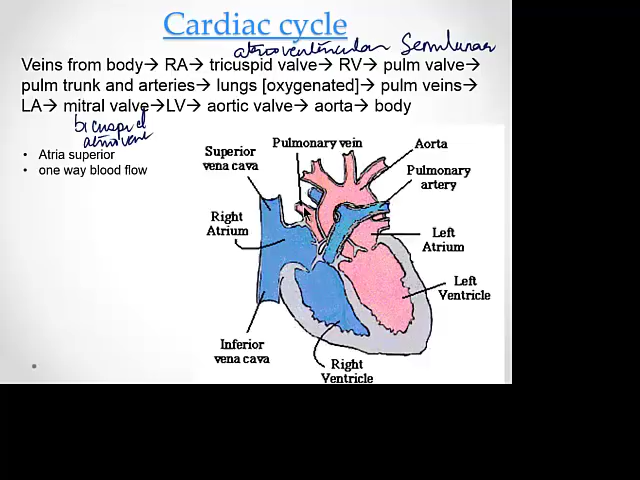 Cardiac cycle
atrioventricular semilunar
Veins from body→ RA→ tricuspid valve→ RV→ pulm valve→
pulm trunk and arteries→ lungs [oxygenated]→ pulm veins→
LA→ mitral valve→LV→ aortic valve→ aorta→ body
bicuspid
• Atria superior
• one way blood flow
Pulmonary vein
Aorta
Superior
vena cava
Pulmonary
artery
Right
Atrium
Left
Atrium
Left
Ventricle
Inferior
vena cava
Right
Ventricle